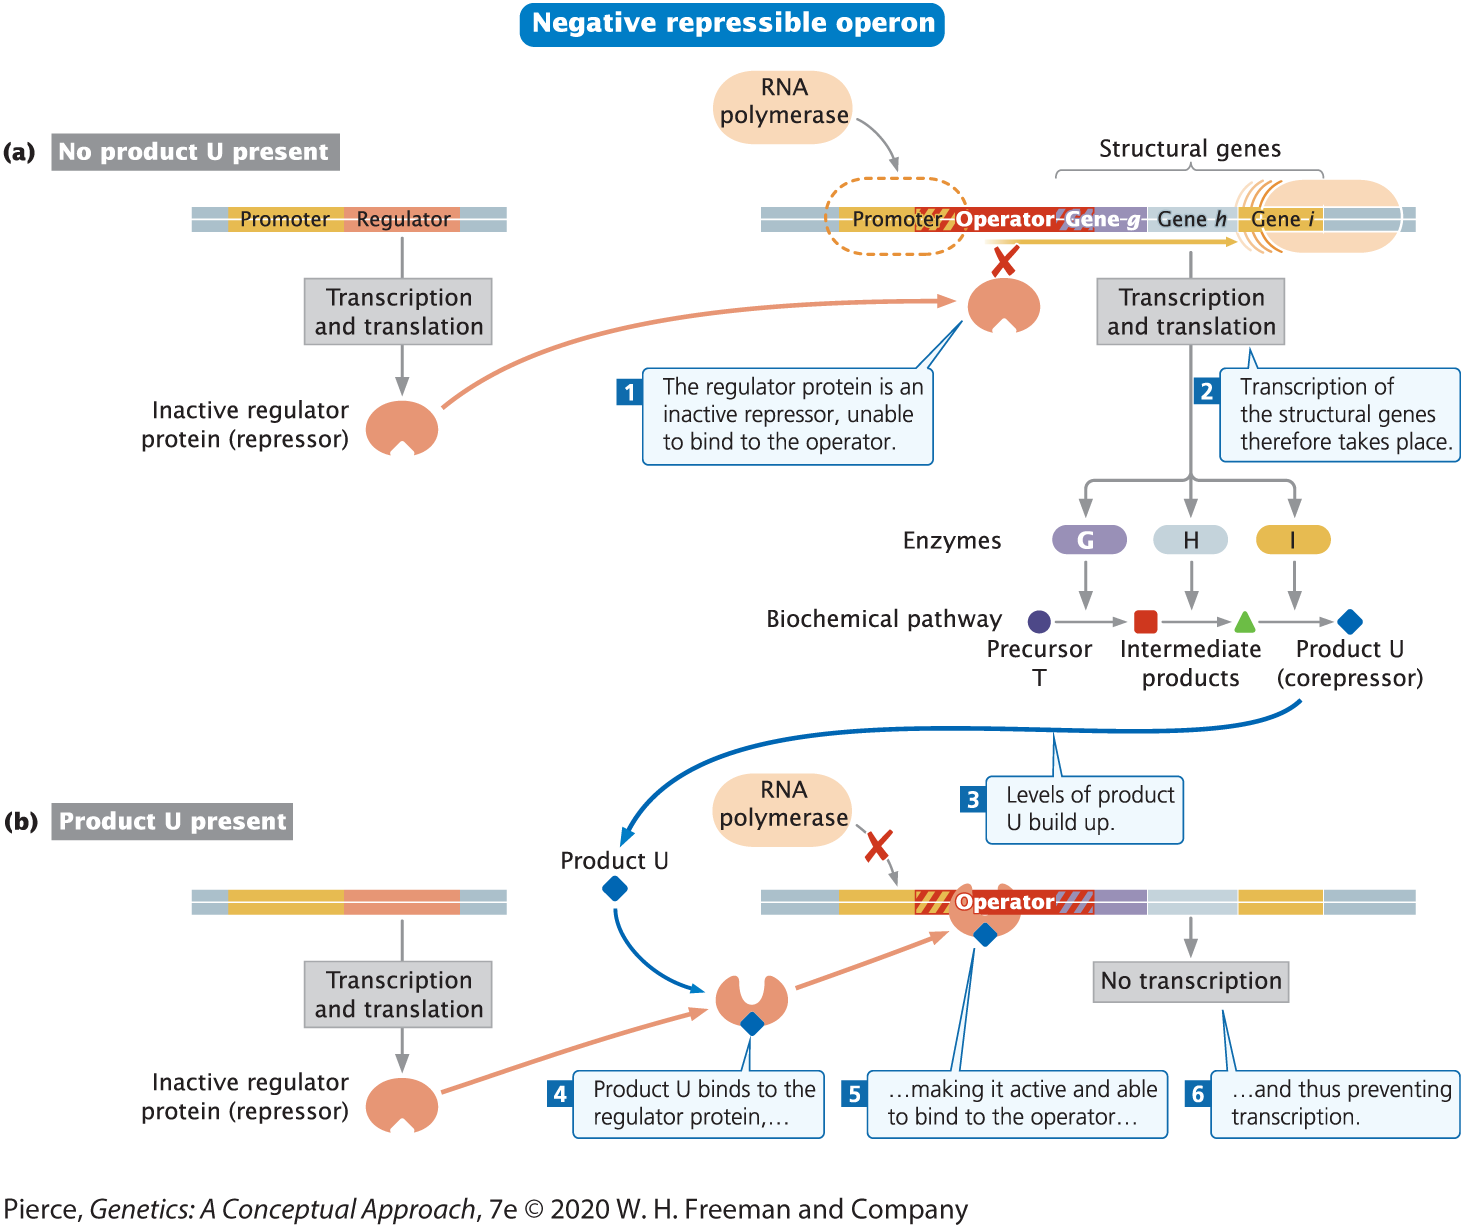 Negative repressible operon
RNA
polymerase
(a) No product U present
Structural genes
Promoter Regulator
Promoter Operator Gene g Gene h Gene i
Transcription
and translation
Transcription
and translation
1 The regulator protein is an
inactive repressor, unable
to bind to the operator.
2 Transcription of
the structural genes
therefore takes place.
Inactive regulator
protein (repressor)
Enzymes G H I
Biochemical pathway
Precursor
T
Intermediate
products
Product U
(corepressor)
3 Levels of product
U build up.
RNA
polymerase
(b) Product U present
Product U
Operator
Transcription
and translation
No transcription
Inactive regulator
protein (repressor)
4 Product U binds to the
regulator protein,…
5 …making it active and able
to bind to the operator…
6 …and thus preventing
transcription.
Pierce, Genetics: A Conceptual Approach, 7e © 2020 W. H. Freeman and Company